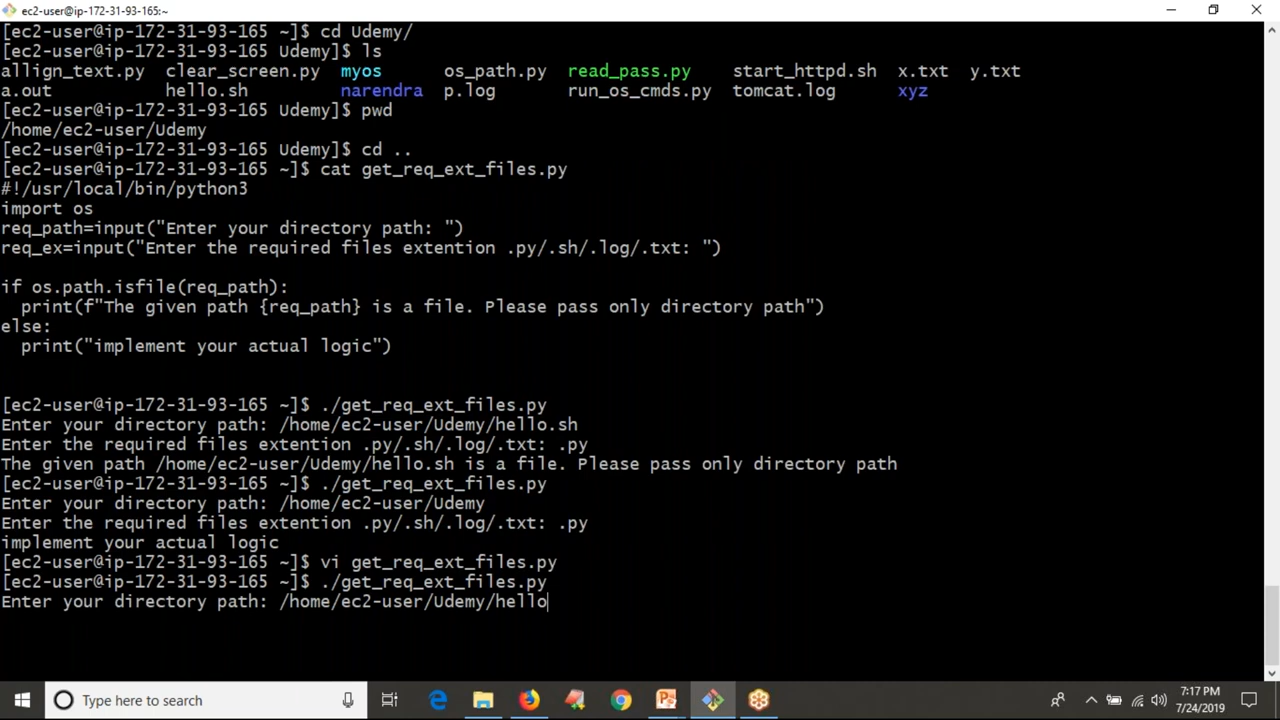 ec2-user@ip-172-31-93-165:~
[ec2-user@ip-172-31-93-165 ~]$ cd Udemy/
[ec2-user@ip-172-31-93-165 Udemy]$ ls
allign_text.py clear_screen.py myos os_path.py read_pass.py start_httpd.sh x.txt y.txt
a.out hello.sh narendra p.log run_os_cmds.py tomcat.log xyz
[ec2-user@ip-172-31-93-165 Udemy]$ pwd
/home/ec2-user/Udemy
[ec2-user@ip-172-31-93-165 Udemy]$ cd ..
[ec2-user@ip-172-31-93-165 ~]$ cat get_req_ext_files.py
#!/usr/local/bin/python3
import os
req_path=input("Enter your directory path: ")
req_ex=input("Enter the required files extention .py/.sh/.log/.txt: ")
if os.path.isfile(req_path):
print(f"The given path {req_path} is a file. Please pass only directory path")
else:
print("implement your actual logic")
[ec2-user@ip-172-31-93-165 ~]$ ./get_req_ext_files.py
Enter your directory path: /home/ec2-user/Udemy/hello.sh
Enter the required files extention .py/.sh/.log/.txt: .py
The given path /home/ec2-user/Udemy/hello.sh is a file. Please pass only directory path
[ec2-user@ip-172-31-93-165 ~]$ ./get_req_ext_files.py
Enter your directory path: /home/ec2-user/Udemy
Enter the required files extention .py/.sh/.log/.txt: .py
implement your actual logic
[ec2-user@ip-172-31-93-165 ~]$ vi get_req_ext_files.py
[ec2-user@ip-172-31-93-165 ~]$ ./get_req_ext_files.py
Enter your directory path: /home/ec2-user/Udemy/hello
Type here to search
7:17 PM
7/24/2019